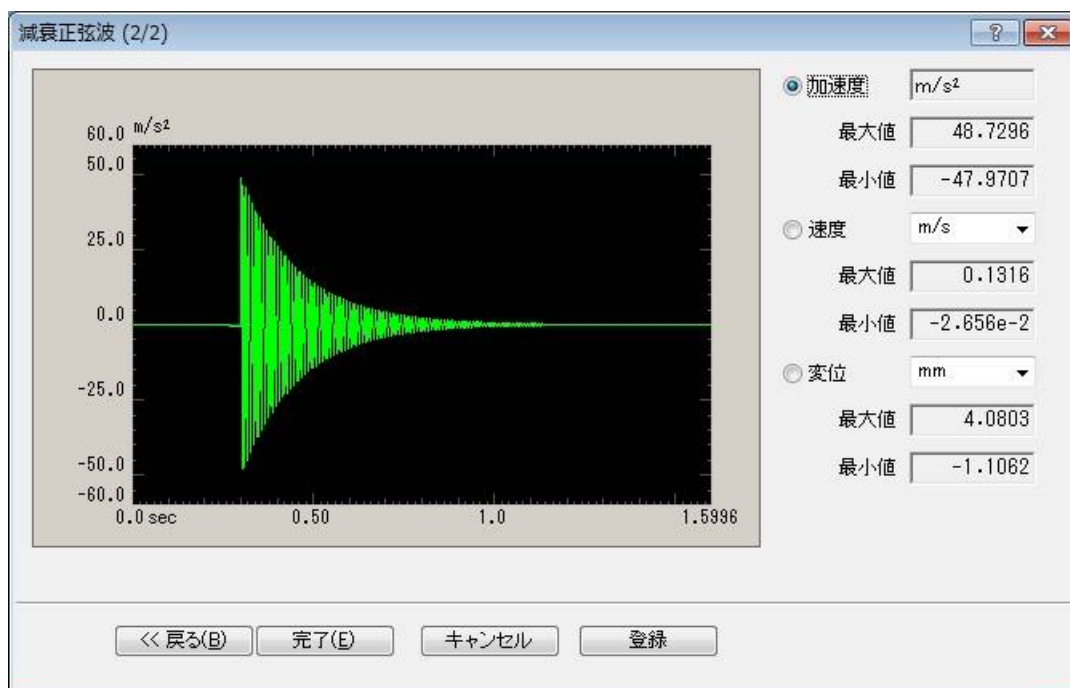 減衰正弦波 (2/2)
60.0 m/s²
50.0
25.0
0.0
-25.0
-50.0
-60.0
0.0 sec 0.50 1.0 1.5996
加速度 m/s²
最大値 48.7296
最小値 -47.9707
速度 m/s
最大値 0.1316
最小値 -2.656e-2
変位 mm
最大値 4.0803
最小値 -1.1062
<< 戻る(B) 完了(E) キャンセル 登録